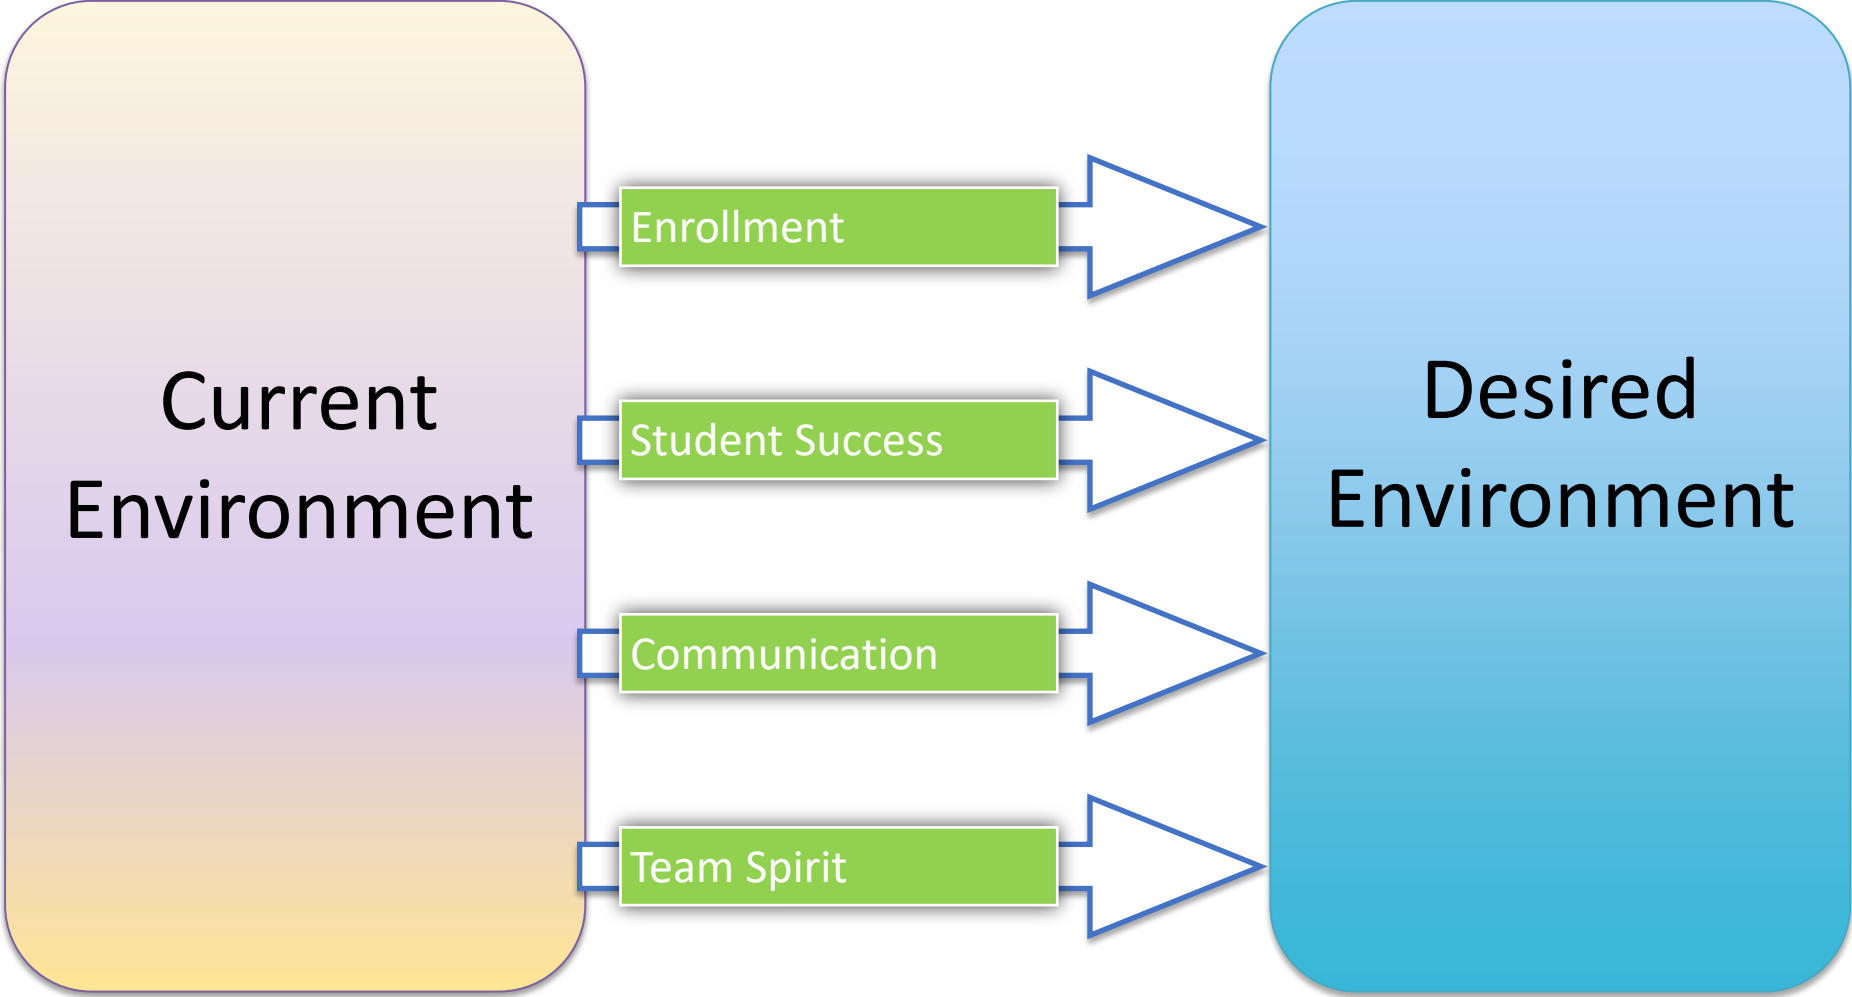 Current
Environment
Enrollment
Student Success
Communication
Team Spirit
Desired
Environment